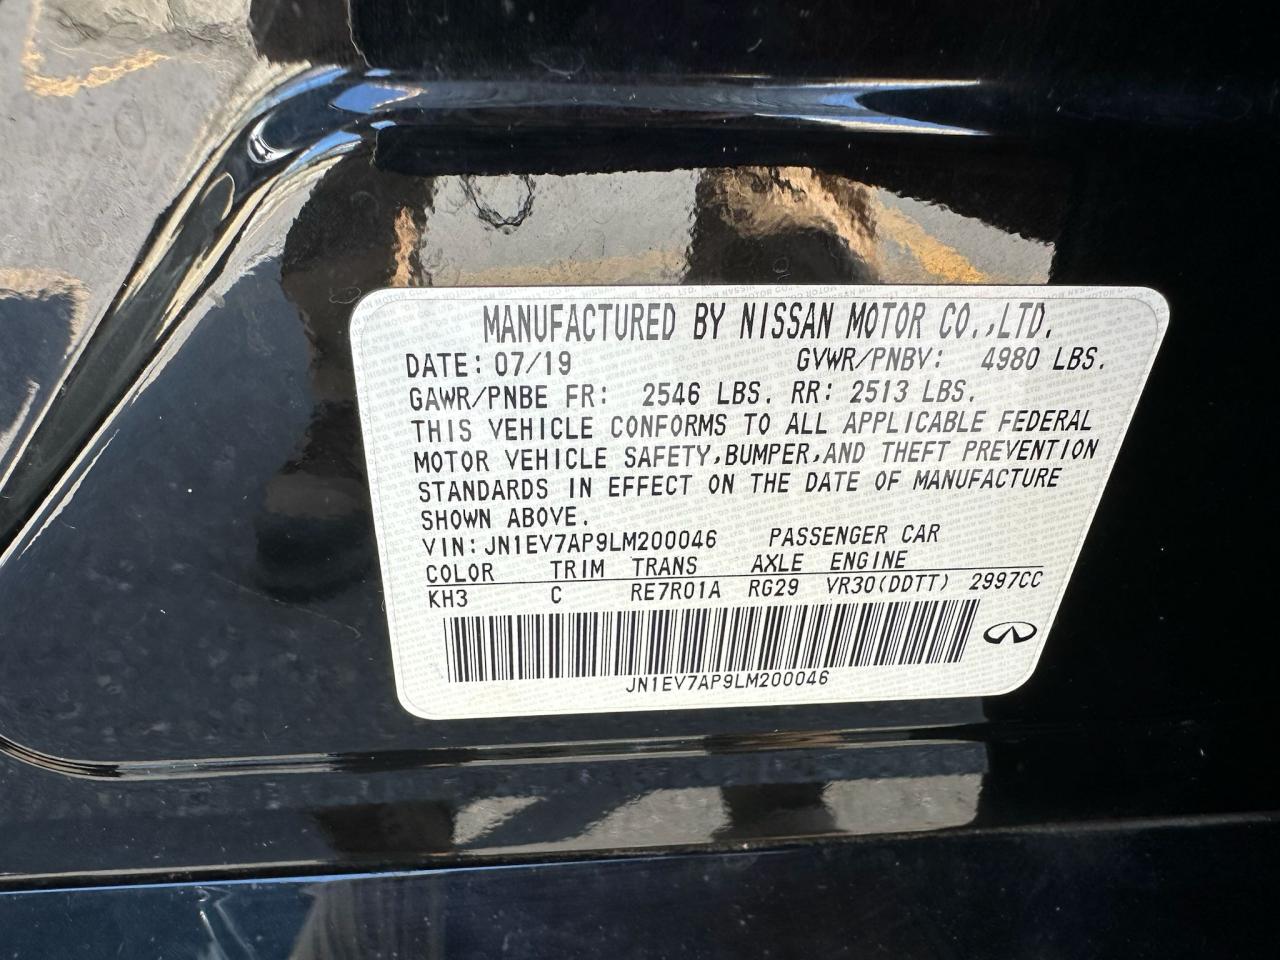 MANUFACTURED BY NISSAN MOTOR CO.,LTD.
DATE: 07/19 GVWR/PNBV: 4980 LBS.
GAWR/PNBE FR: 2546 LBS. RR: 2513 LBS.
THIS VEHICLE CONFORMS TO ALL APPLICABLE FEDERAL
MOTOR VEHICLE SAFETY,BUMPER,AND THEFT PREVENTION
STANDARDS IN EFFECT ON THE DATE OF MANUFACTURE
SHOWN ABOVE.
VIN:JN1EV7AP9LM200046 PASSENGER CAR
COLOR TRIM TRANS AXLE ENGINE
KH3 C RE7R01A RG29 VR30(DDTT) 2997CC
JN1EV7AP9LM200046